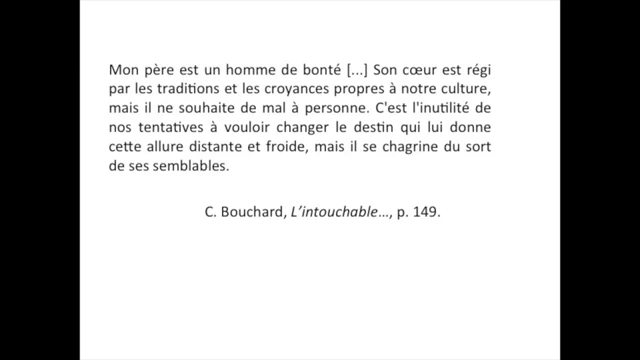 Mon père est un homme de bonté [...] Son cœur est régi
par les traditions et les croyances propres à notre culture,
mais il ne souhaite de mal à personne. C'est l'inutilité de
nos tentatives à vouloir changer le destin qui lui donne
cette allure distante et froide, mais il se chagrine du sort
de ses semblables.
C. Bouchard, L’intouchable…, p. 149.